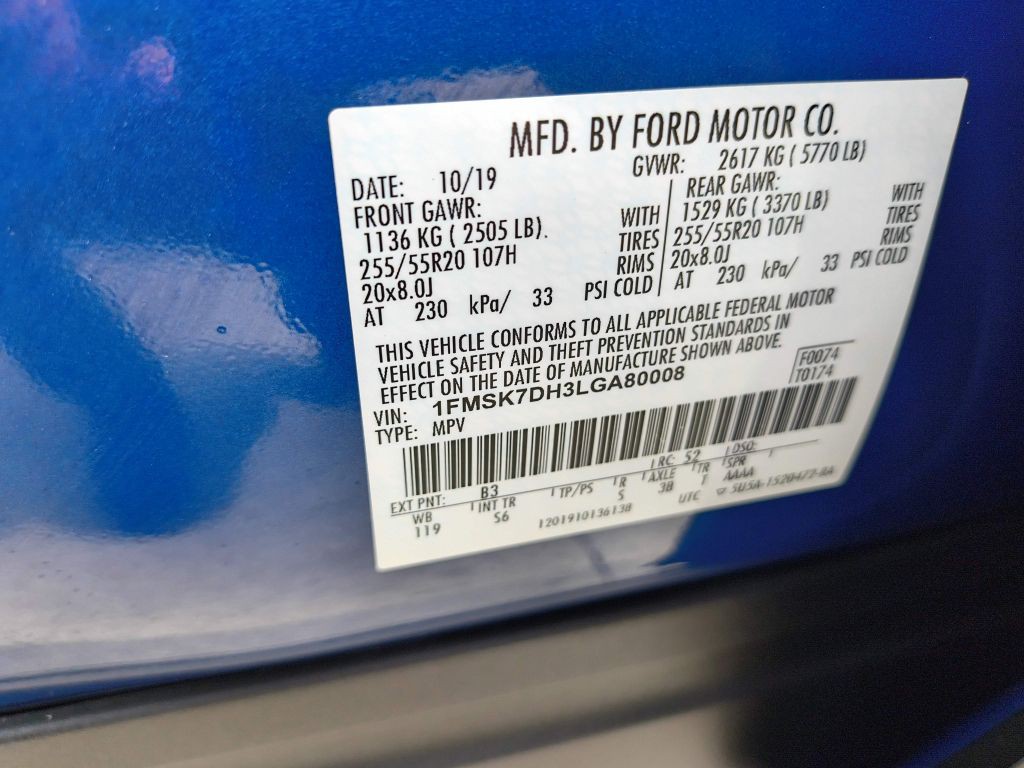 MFD. BY FORD MOTOR CO.
DATE: 10/19 GVWR: 2617 KG ( 5770 LB)
FRONT GAWR: REAR GAWR:
1136 KG ( 2505 LB). WITH 1529 KG ( 3370 LB) WITH
255/55R20 107H TIRES 255/55R20 107H TIRES
20x8.0J RIMS 20x8.0J RIMS
AT 230 kPa/ 33 PSI COLD AT 230 kPa/ 33 PSI COLD
THIS VEHICLE CONFORMS TO ALL APPLICABLE FEDERAL MOTOR
VEHICLE SAFETY AND THEFT PREVENTION STANDARDS IN
EFFECT ON THE DATE OF MANUFACTURE SHOWN ABOVE.
VIN: 1FMSK7DH3LGA80008 F0074
TYPE: MPV T0174
EXT PNT: B3 RC: 52 DSO:
WB INT TR TP/PS R AXLE TR SPR
119 S6 S 3B T AAAA
1201910136138 UTC